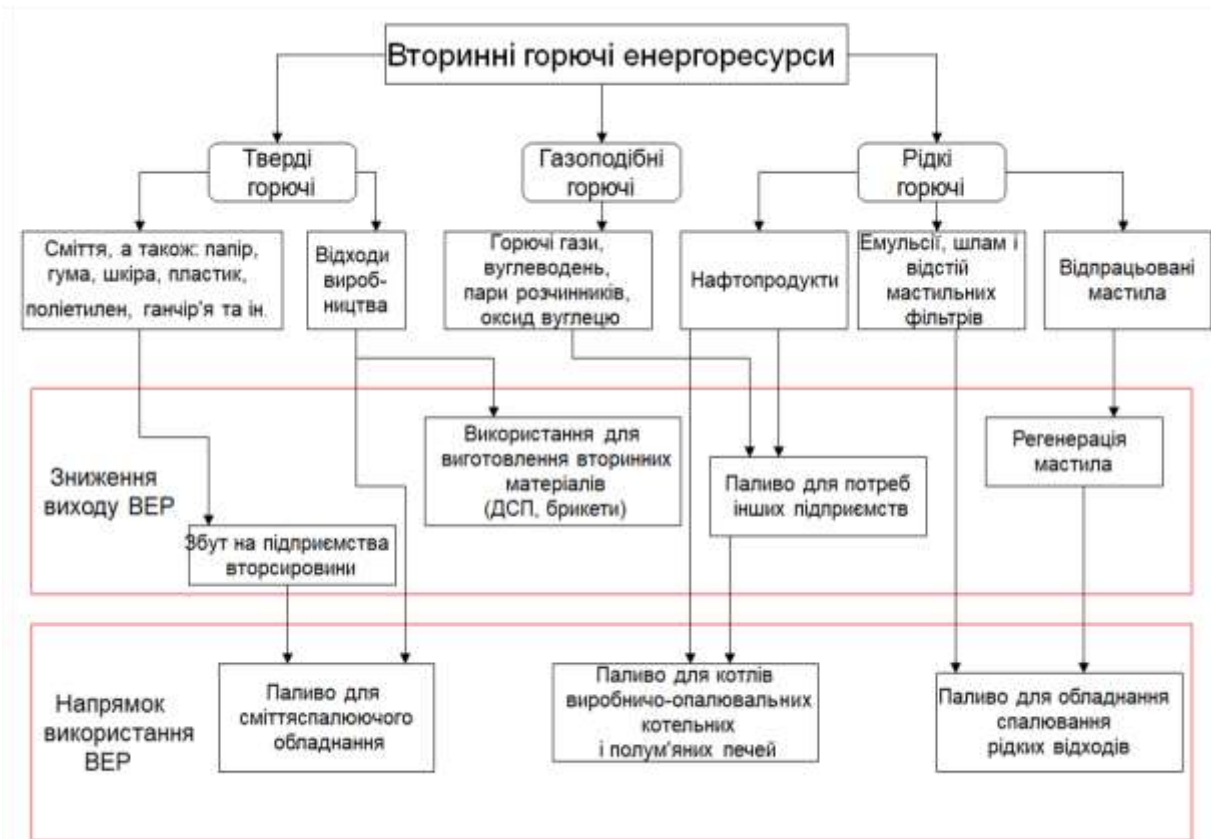 Вторинні горючі енергоресурси
Тверді
горючі
Газоподібні
горючі
Рідкі
горючі
Сміття, а також: папір,
гума, шкіра, пластик,
поліетилен, ганчір'я та ін.
Відходи
вироб-
ництва
Горючі гази,
вуглеводень,
пари розчинників,
оксид вуглецю
Нафтопродукти
Емульсії, шлам і
відстій
мастильних
фільтрів
Відпрацьовані
мастила
Зниження
виходу ВЕР
Використання для
виготовлення вторинних
матеріалів
(ДСП, брикети)
Паливо для потреб
інших підприємств
Регенерація
мастила
Збут на підприємства
вторсировини
Напрямок
використання
ВЕР
Паливо для
сміттяспалюючого
обладнання
Паливо для котлів
виробничо-опалювальних
котельних
і полум'яних печей
Паливо для обладнання
спалювання
рідких відходів